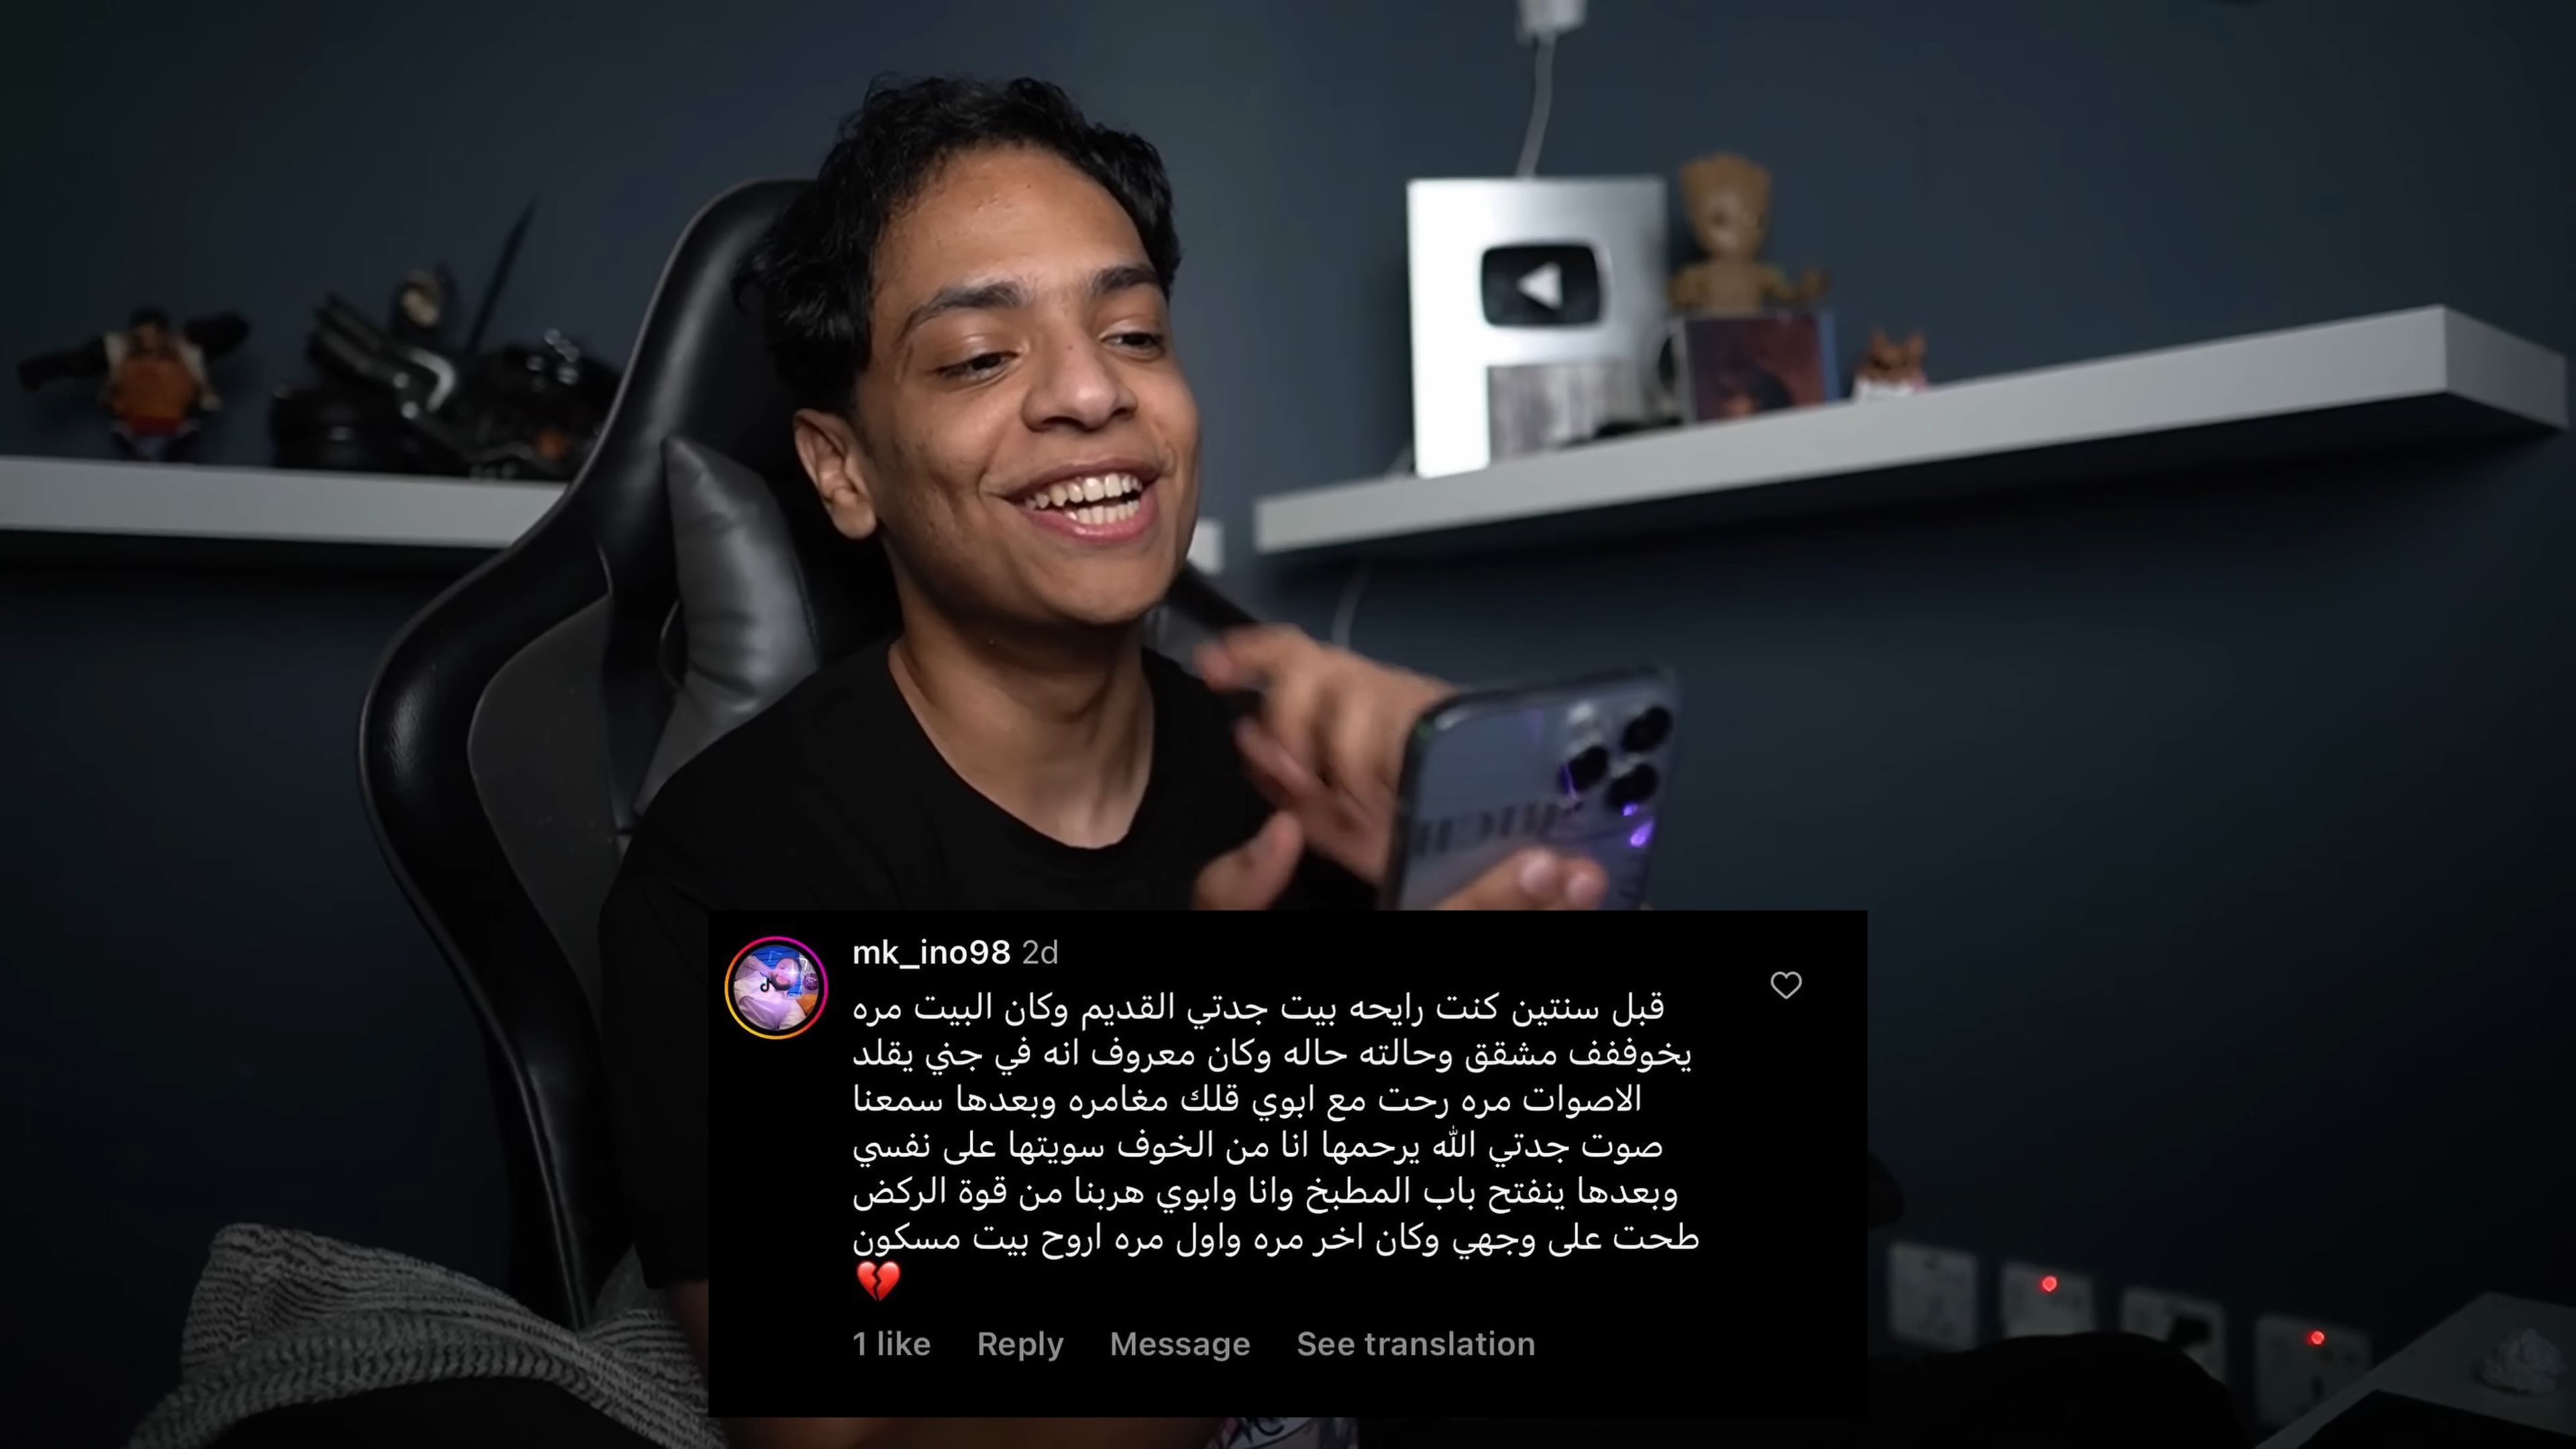 mk_ino98 2d
قبل سنتين كنت رايحه بيت جدتي القديم وكان البيت مره
يخوففف مشقق وحالته حاله وكان معروف انه في جني يقلد
الاصوات مره رحت مع ابوي قلك مغامره وبعدها سمعنا
صوت جدتي الله يرحمها انا من الخوف سويتها على نفسي
وبعدها ينفتح باب المطبخ وانا وابوي هربنا من قوة الركض
طحت على وجهي وكان اخر مره واول مره اروح بيت مسكون
💔
1 like Reply Message See translation